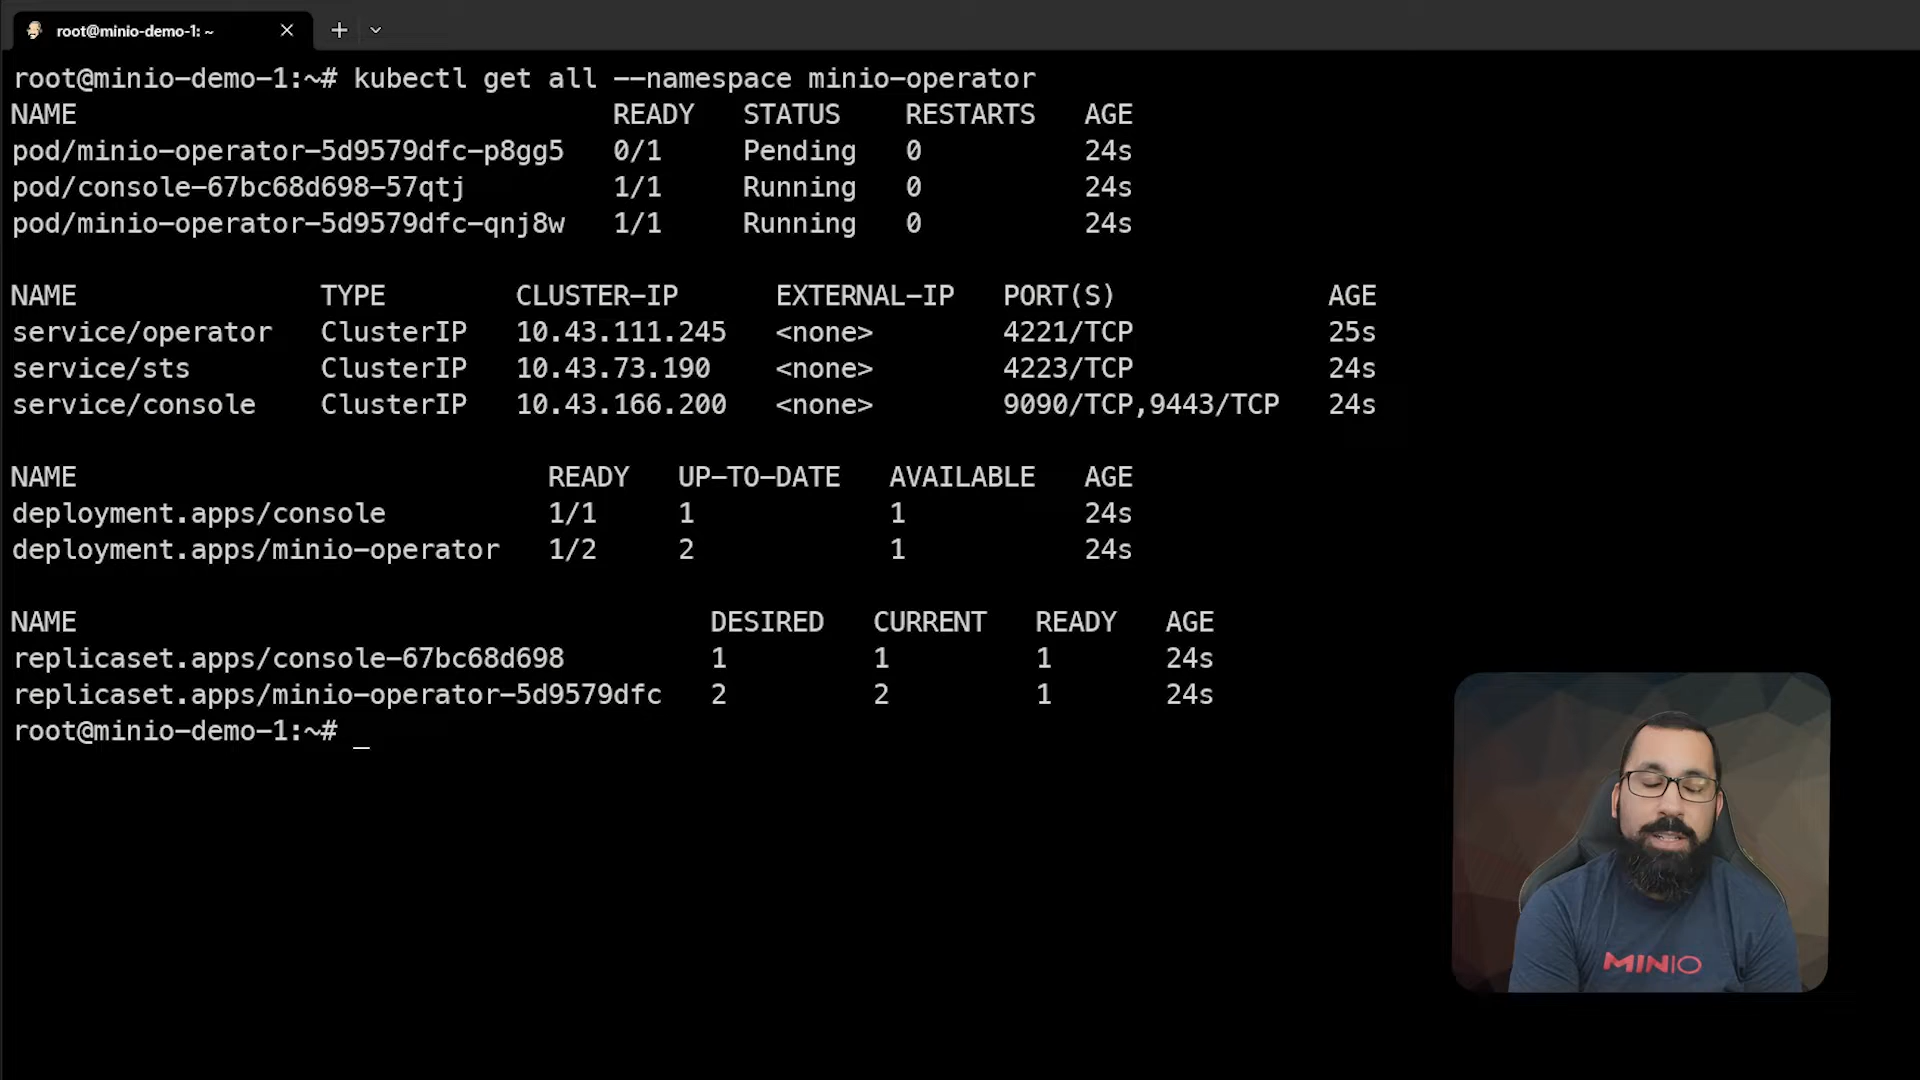 root@minio-demo-1: ~
root@minio-demo-1:~# kubectl get all --namespace minio-operator
NAME READY STATUS RESTARTS AGE
pod/minio-operator-5d9579dfc-p8gg5 0/1 Pending 0 24s
pod/console-67bc68d698-57qtj 1/1 Running 0 24s
pod/minio-operator-5d9579dfc-qnj8w 1/1 Running 0 24s
NAME TYPE CLUSTER-IP EXTERNAL-IP PORT(S) AGE
service/operator ClusterIP 10.43.111.245 <none> 4221/TCP 25s
service/sts ClusterIP 10.43.73.190 <none> 4223/TCP 24s
service/console ClusterIP 10.43.166.200 <none> 9090/TCP,9443/TCP 24s
NAME READY UP-TO-DATE AVAILABLE AGE
deployment.apps/console 1/1 1 1 24s
deployment.apps/minio-operator 1/2 2 1 24s
NAME DESIRED CURRENT READY AGE
replicaset.apps/console-67bc68d698 1 1 1 24s
replicaset.apps/minio-operator-5d9579dfc 2 2 1 24s
root@minio-demo-1:~# _
MINIO